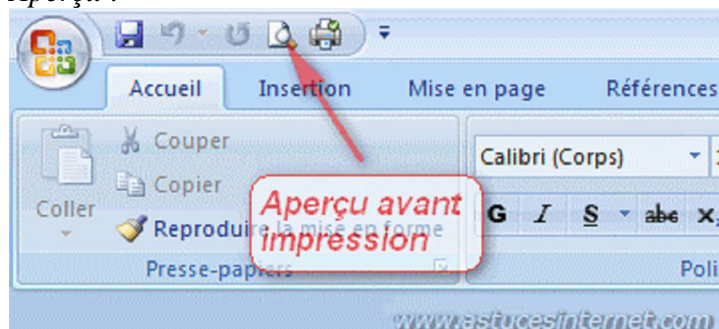 Aperçu .
Accueil Insertion Mise en page Références
Couper
Calibri (Corps)
Copier
Coller
Aperçu avant
impression
G I S abc x,
Reproduire la mise en forme
Presse-papiers
Poli
www.astucesinternet.com